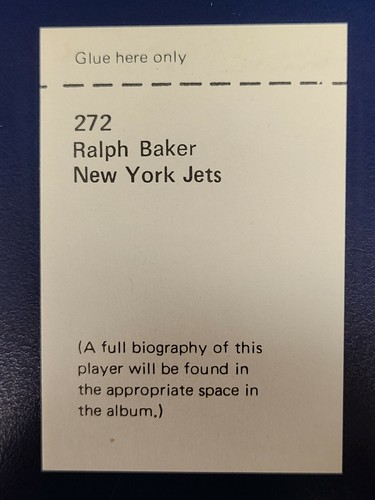 Glue here only
272
Ralph Baker
New York Jets
(A full biography of this
player will be found in
the appropriate space in
the album.)